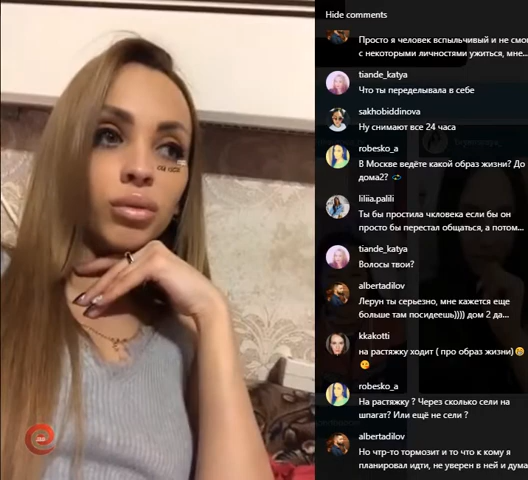 Hide comments
Просто я человек вспыльчивый и не
с некоторыми личностями ужиться, мне...
tiande_katya
Что ты переделывала в себе
sakhobiddinova
Ну снимают все 24 часа
robesko_a
В Москве ведёте какой образ жизни? До
дома2?
liliia.palili
Ты бы простила чкловека если бы он
просто бы перестал общаться, а потом...
tiande_katya
Волосы твои?
albertadilov
Лерун ты серьезно, мне кажется еще
больше там посидеешь)))) дом 2 да...
kkakotti
на растяжку ходит ( про образ жизни)
robesko_a
На растяжку ? Через сколько сели на
шпагат? Или ещё не сели ?
albertadilov
Но чтр-то тормозит и то что к кому я
планировал идти, не уверен в ней и